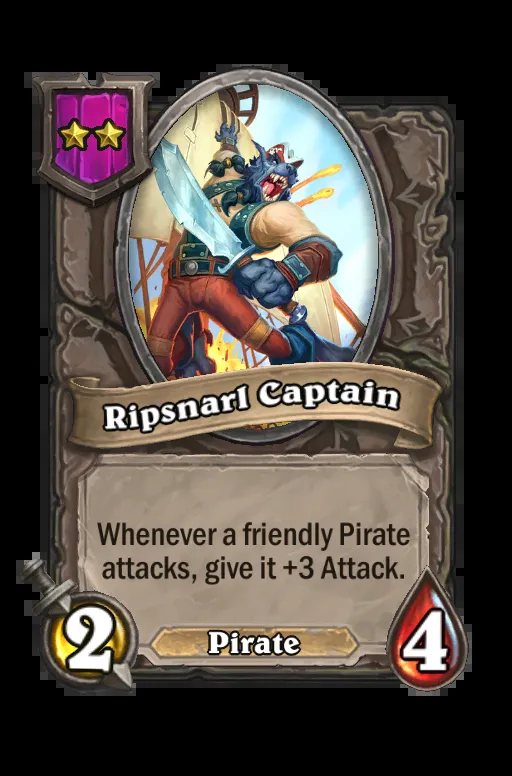 Ripsnarl Captain
Whenever a friendly Pirate
attacks, give it +3 Attack.
2
Pirate
4